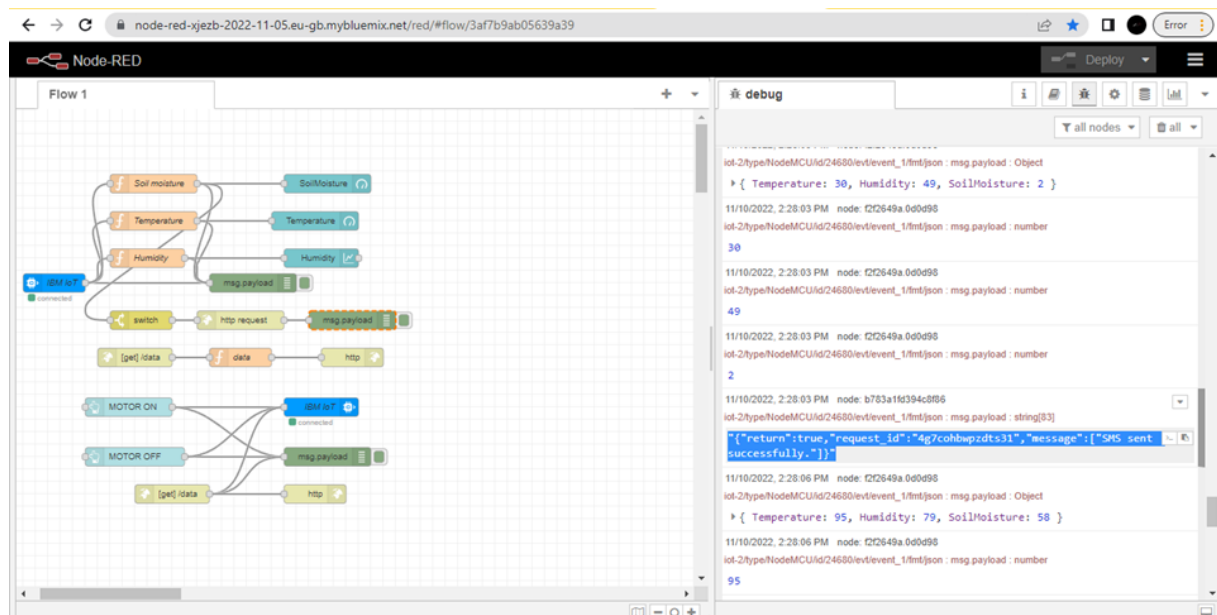 node-red-xjezb-2022-11-05.eu-gb.mybluemix.net/red/#flow/3af7b9ab05639a39
Error
Node-RED
Deploy
Flow 1
Soil moisture
SoilMoisture
Temperature
Temperature
Humidity
Humidity
IBM IoT
connected
msg.payload
switch
http request
msg.payload
[get] /data
data
http
MOTOR ON
IBM IoT
connected
MOTOR OFF
msg.payload
[get] /data
http
debug
i
all nodes
all
iot-2/type/NodeMCU/id/24680/evt/event_1/fmt/json : msg.payload : Object
{ Temperature: 30, Humidity: 49, SoilMoisture: 2 }
11/10/2022, 2:28:03 PM node: f2f2649a.0d0d98
iot-2/type/NodeMCU/id/24680/evt/event_1/fmt/json : msg.payload : number
30
11/10/2022, 2:28:03 PM node: f2f2649a.0d0d98
iot-2/type/NodeMCU/id/24680/evt/event_1/fmt/json : msg.payload : number
49
11/10/2022, 2:28:03 PM node: f2f2649a.0d0d98
iot-2/type/NodeMCU/id/24680/evt/event_1/fmt/json : msg.payload : number
2
11/10/2022, 2:28:03 PM node: b783a1fd394c8f86
iot-2/type/NodeMCU/id/24680/evt/event_1/fmt/json : msg.payload : string[83]
"{"return":true,"request_id":"4g7cohbwpzdts31","message":["SMS sent
successfully."]}"
11/10/2022, 2:28:06 PM node: f2f2649a.0d0d98
iot-2/type/NodeMCU/id/24680/evt/event_1/fmt/json : msg.payload : Object
{ Temperature: 95, Humidity: 79, SoilMoisture: 58 }
11/10/2022, 2:28:06 PM node: f2f2649a.0d0d98
iot-2/type/NodeMCU/id/24680/evt/event_1/fmt/json : msg.payload : number
95